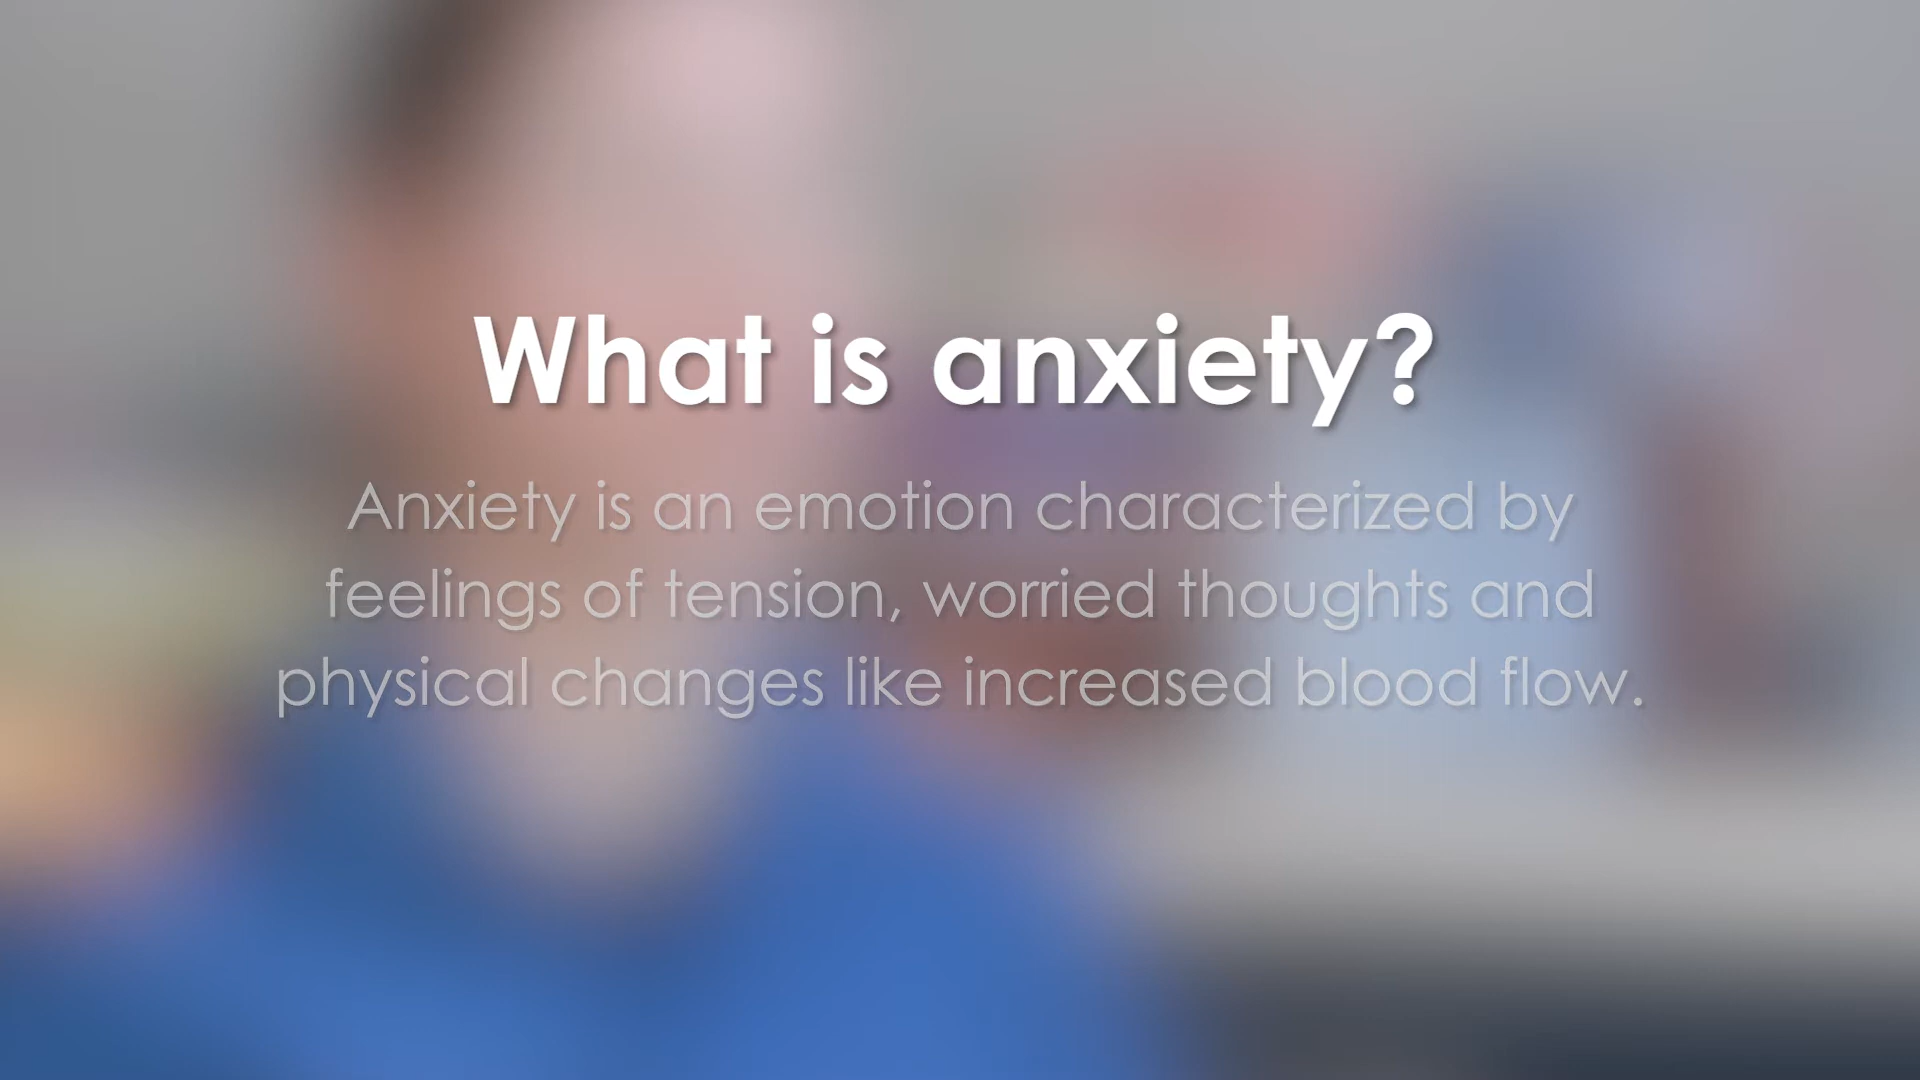 What is anxiety?
Anxiety is an emotion characterized by
feelings of tension, worried thoughts and
physical changes like increased blood flow.